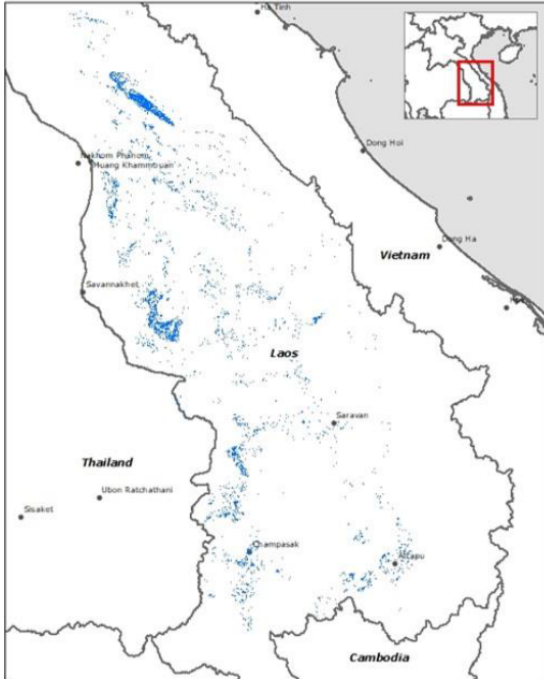 Ha Tinh
Dong Hoi
Nakhom Phanom
Muang Khammouan
Dong Ha
Vietnam
Savannakhet
Laos
Saravan
Thailand
Ubon Ratchathani
Sisaket
Champasak
Attapu
Cambodia